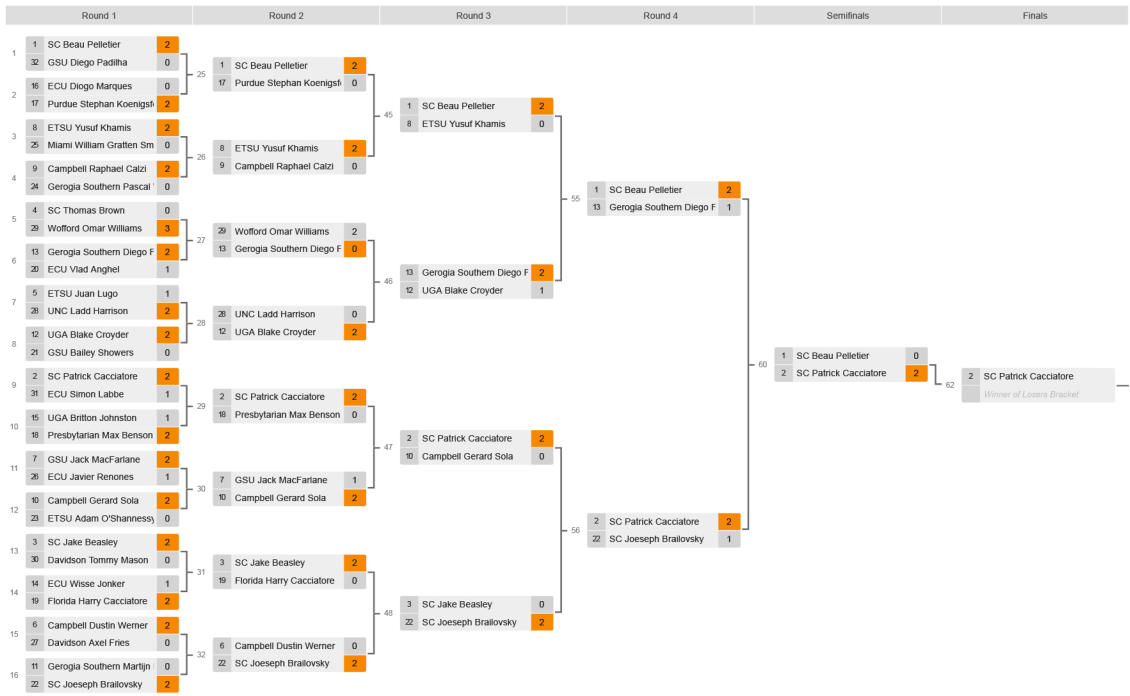 Round 1
Round 2
Round 3
Round 4
Semifinals
Finals
1
1 SC Beau Pelletier 2
32 GSU Diego Padilha 0
2
16 ECU Diogo Marques 0
17 Purdue Stephan Koenigsf 2
3
8 ETSU Yusuf Khamis 2
25 Miami William Gratten Sm 0
4
9 Campbell Raphael Calzi 2
24 Gerogia Southern Pascal 0
5
4 SC Thomas Brown 0
29 Wofford Omar Williams 3
6
13 Gerogia Southern Diego F 2
20 ECU Vlad Anghel 1
7
5 ETSU Juan Lugo 1
28 UNC Ladd Harrison 2
8
12 UGA Blake Croyder 2
21 GSU Bailey Showers 0
9
2 SC Patrick Cacciatore 2
31 ECU Simon Labbe 1
10
15 UGA Britton Johnston 1
18 Presbytarian Max Benson 2
11
7 GSU Jack MacFarlane 2
26 ECU Javier Renones 1
12
10 Campbell Gerard Sola 2
23 ETSU Adam O'Shannessy 0
13
3 SC Jake Beasley 2
30 Davidson Tommy Mason 0
14
14 ECU Wisse Jonker 1
19 Florida Harry Cacciatore 2
15
6 Campbell Dustin Werner 2
27 Davidson Axel Fries 0
16
11 Gerogia Southern Martijn 0
22 SC Joeseph Brailovsky 2
25
1 SC Beau Pelletier 2
17 Purdue Stephan Koenigsf 0
26
8 ETSU Yusuf Khamis 2
9 Campbell Raphael Calzi 0
27
29 Wofford Omar Williams 2
13 Gerogia Southern Diego F 0
28
28 UNC Ladd Harrison 0
12 UGA Blake Croyder 2
29
2 SC Patrick Cacciatore 2
18 Presbytarian Max Benson 0
30
7 GSU Jack MacFarlane 1
10 Campbell Gerard Sola 2
31
3 SC Jake Beasley 2
19 Florida Harry Cacciatore 0
32
6 Campbell Dustin Werner 0
22 SC Joeseph Brailovsky 2
45
1 SC Beau Pelletier 2
8 ETSU Yusuf Khamis 0
46
13 Gerogia Southern Diego F 2
12 UGA Blake Croyder 1
47
2 SC Patrick Cacciatore 2
10 Campbell Gerard Sola 0
48
3 SC Jake Beasley 0
22 SC Joeseph Brailovsky 2
55
1 SC Beau Pelletier 2
13 Gerogia Southern Diego F 1
56
2 SC Patrick Cacciatore 2
22 SC Joeseph Brailovsky 1
60
1 SC Beau Pelletier 0
2 SC Patrick Cacciatore 2
62
2 SC Patrick Cacciatore
Winner of Losers Bracket